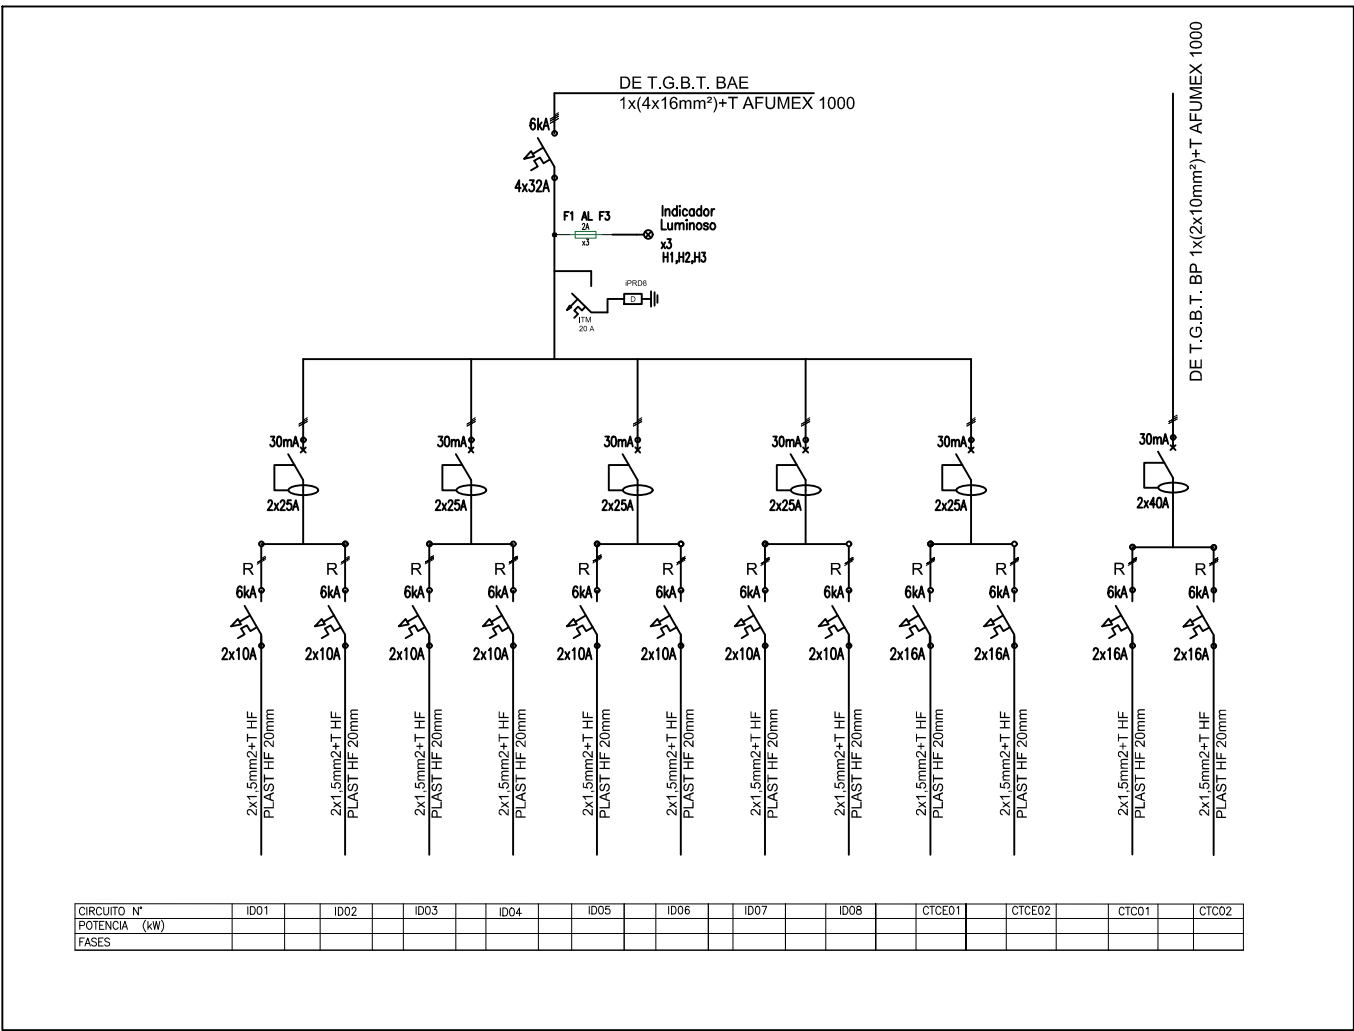 DE T.G.B.T. BAE
1x(4x16mm²)+T AFUMEX 1000
DE T.G.B.T. BP 1x(2x10mm²)+T AFUMEX 1000
6kA
4x32A
F1 AL F3
2A
x3
Indicador
Luminoso
x3
H1,H2,H3
iPRD8
D
ITM
20 A
30mA 30mA 30mA 30mA 30mA 30mA
2x25A 2x25A 2x25A 2x25A 2x25A 2x40A
R R R R R R R R R R R R
6kA 6kA 6kA 6kA 6kA 6kA 6kA 6kA 6kA 6kA 6kA 6kA
2x10A 2x10A 2x10A 2x10A 2x10A 2x10A 2x10A 2x10A 2x16A 2x16A 2x16A 2x16A
2x1,5mm2+T HF
PLAST HF 20mm
2x1,5mm2+T HF
PLAST HF 20mm
2x1,5mm2+T HF
PLAST HF 20mm
2x1,5mm2+T HF
PLAST HF 20mm
2x1,5mm2+T HF
PLAST HF 20mm
2x1,5mm2+T HF
PLAST HF 20mm
2x1,5mm2+T HF
PLAST HF 20mm
2x1,5mm2+T HF
PLAST HF 20mm
2x1,5mm2+T HF
PLAST HF 20mm
2x1,5mm2+T HF
PLAST HF 20mm
2x1,5mm2+T HF
PLAST HF 20mm
2x1,5mm2+T HF
PLAST HF 20mm
CIRCUITO N° ID01 ID02 ID03 ID04 ID05 ID06 ID07 ID08 CTCE01 CTCE02 CTC01 CTC02
POTENCIA (kW)
FASES